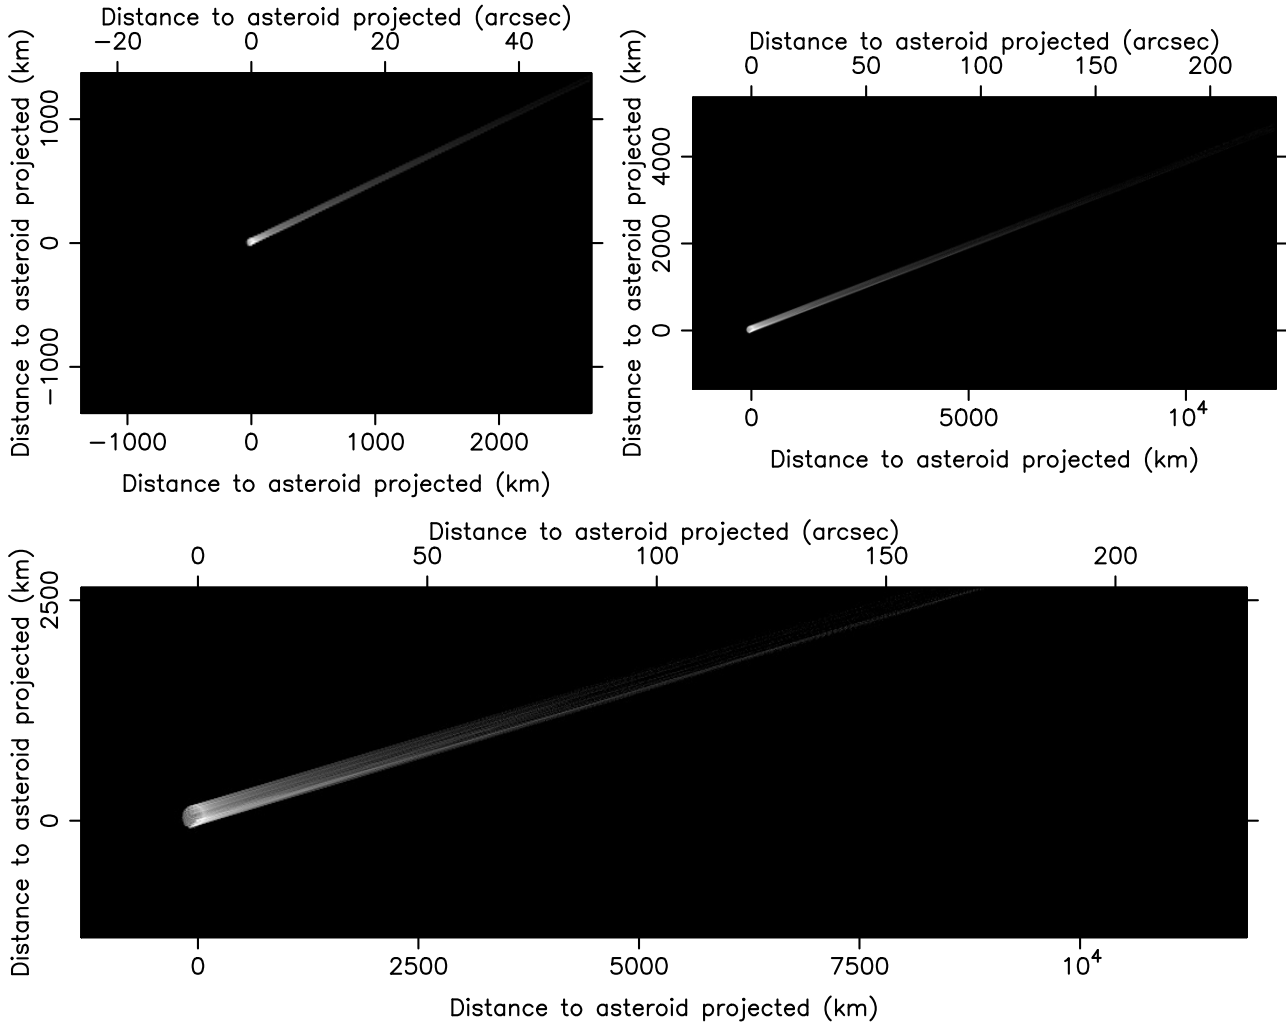 Distance to asteroid projected (arcsec)
−20 0 20 40
Distance to asteroid projected (km)
1000
0
−1000
−1000 0 1000 2000
Distance to asteroid projected (km)
Distance to asteroid projected (arcsec)
0 50 100 150 200
Distance to asteroid projected (km)
4000
2000
0
0 5000 10⁴
Distance to asteroid projected (km)
Distance to asteroid projected (arcsec)
0 50 100 150 200
Distance to asteroid projected (km)
2500
0
0 2500 5000 7500 10⁴
Distance to asteroid projected (km)